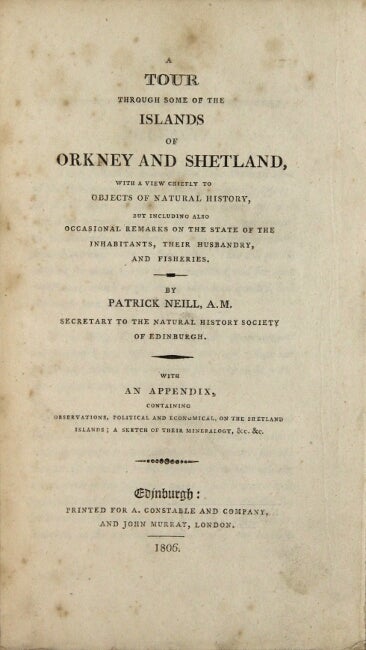 A
TOUR
THROUGH SOME OF THE
ISLANDS
OF
ORKNEY AND SHETLAND,
WITH A VIEW CHIEFLY TO
OBJECTS OF NATURAL HISTORY,
BUT INCLUDING ALSO
OCCASIONAL REMARKS ON THE STATE OF THE
INHABITANTS, THEIR HUSBANDRY,
AND FISHERIES.
BY
PATRICK NEILL, A.M.
SECRETARY TO THE NATURAL HISTORY SOCIETY
OF EDINBURGH.
WITH
AN APPENDIX,
CONTAINING
OBSERVATIONS, POLITICAL AND ECONOMICAL, ON THE SHETLAND
ISLANDS; A SKETCH OF THEIR MINERALOGY, &c. &c.
Edinburgh:
PRINTED FOR A. CONSTABLE AND COMPANY,
AND JOHN MURRAY, LONDON.
1806.